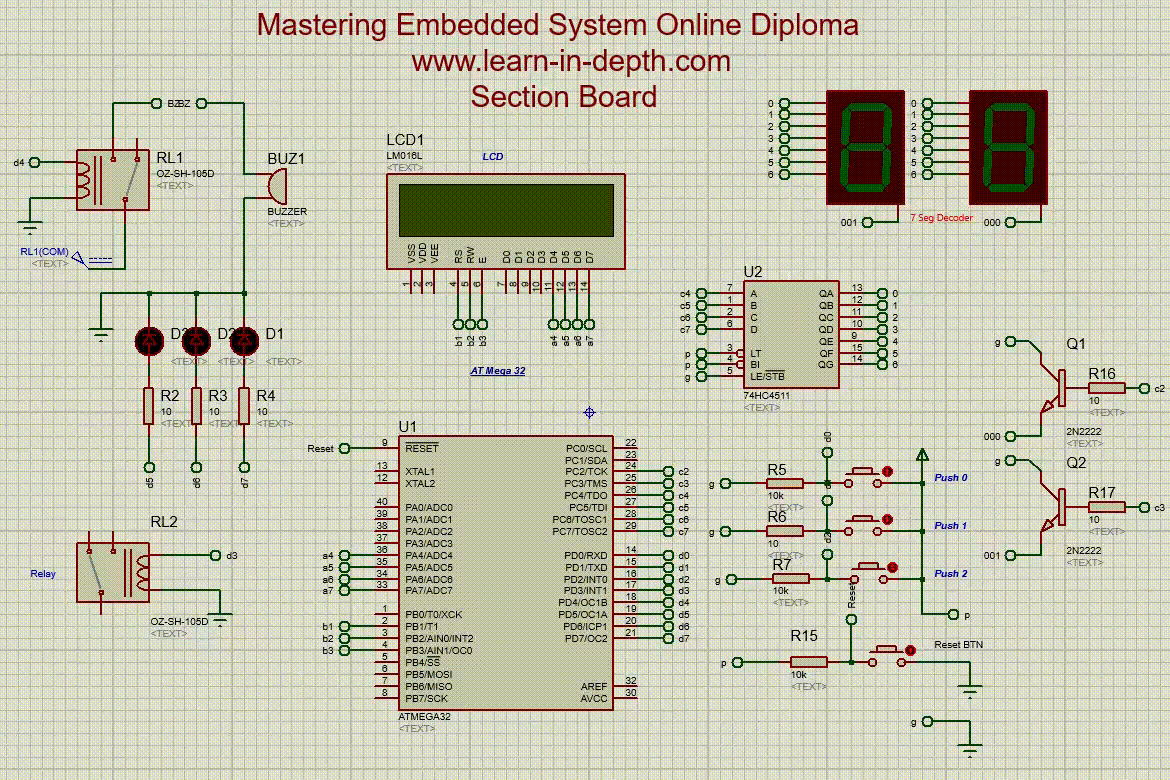 Mastering Embedded System Online Diploma
www.learn-in-depth.com
Section Board
BZ BZ
d4
RL1
OZ-SH-105D
<TEXT>
BUZ1
BUZZER
<TEXT>
RL1(COM)
<TEXT>
D2 D1
<TEXT> <TEXT> <TEXT>
R2 R3 R4
10 10 10
<TEXT> <TEXT> <TEXT>
d5 d6 d7
RL2
d3
Relay
OZ-SH-105D
<TEXT>
LCD1
LM016L
<TEXT>
LCD
VSS VDD VEE RS RW E D0 D1 D2 D3 D4 D5 D6 D7
1 2 3 4 5 6 7 8 9 10 11 12 13 14
b1 b2 b3 a4 a5 a6 a7
AT Mega 32
0 0
1 1
2 2
3 3
4 4
5 5
6 6
001 7 Seg Decoder 000
U2
c4 7 A QA 13 0
c5 1 B QB 12 1
c6 2 C QC 11 2
c7 6 D QD 10 3
QE 9 4
p 3 LT QF 15 5
p 4 BI QG 14 6
g 5 LE/STB
74HC4511
<TEXT>
U1
Reset 9 RESET PC0/SCL 22
PC1/SDA 23
13 XTAL1 PC2/TCK 24 c2
12 XTAL2 PC3/TMS 25 c3
PC4/TDO 26 c4
40 PA0/ADC0 PC5/TDI 27 c5
39 PA1/ADC1 PC6/TOSC1 28 c6
38 PA2/ADC2 PC7/TOSC2 29 c7
37 PA3/ADC3
a4 36 PA4/ADC4 PD0/RXD 14 d0
a5 35 PA5/ADC5 PD1/TXD 15 d1
a6 34 PA6/ADC6 PD2/INT0 16 d2
a7 33 PA7/ADC7 PD3/INT1 17 d3
PD4/OC1B 18 d4
1 PB0/T0/XCK PD5/OC1A 19 d5
b1 2 PB1/T1 PD6/ICP1 20 d6
b2 3 PB2/AIN0/INT2 PD7/OC2 21 d7
b3 4 PB3/AIN1/OC0
5 PB4/SS
6 PB5/MOSI
7 PB6/MISO AREF 32
8 PB7/SCK AVCC 30
ATMEGA32
<TEXT>
d0
g R5 Push 0
10k
<TEXT>
g R6 Push 1
10
<TEXT>
g R7 Push 2
10k
<TEXT>
Reset
p
R15 Reset BTN
p
10k
<TEXT>
g
g Q1
R16
10 c2
<TEXT>
000 2N2222
<TEXT>
g Q2
R17
10 c3
<TEXT>
001 2N2222
<TEXT>